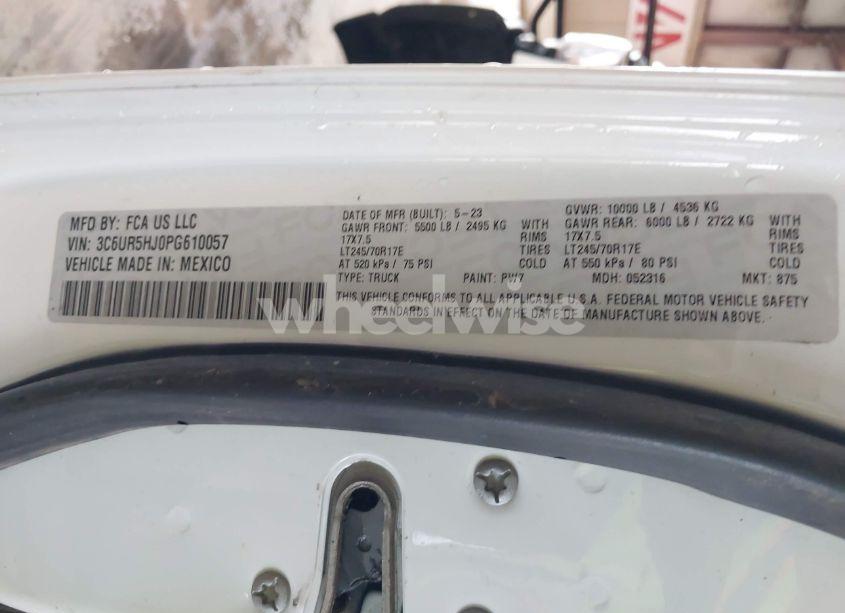 MFD BY: FCA US LLC
VIN: 3C6UR5HJ0PG610057
VEHICLE MADE IN: MEXICO
DATE OF MFR (BUILT): 5-23
GAWR FRONT: 5500 LB / 2495 KG
17X7.5 RIMS WITH
LT245/70R17E TIRES
AT 520 kPa / 75 PSI COLD
TYPE: TRUCK PAINT: PW7
GVWR: 10000 LB / 4536 KG
GAWR REAR: 6000 LB / 2722 KG WITH
17X7.5 RIMS
LT245/70R17E TIRES
AT 550 kPa / 80 PSI COLD
MDH: 052316 MKT: 875
THIS VEHICLE CONFORMS TO ALL APPLICABLE U.S.A. FEDERAL MOTOR VEHICLE SAFETY
STANDARDS IN EFFECT ON THE DATE OF MANUFACTURE SHOWN ABOVE.
wheelwise